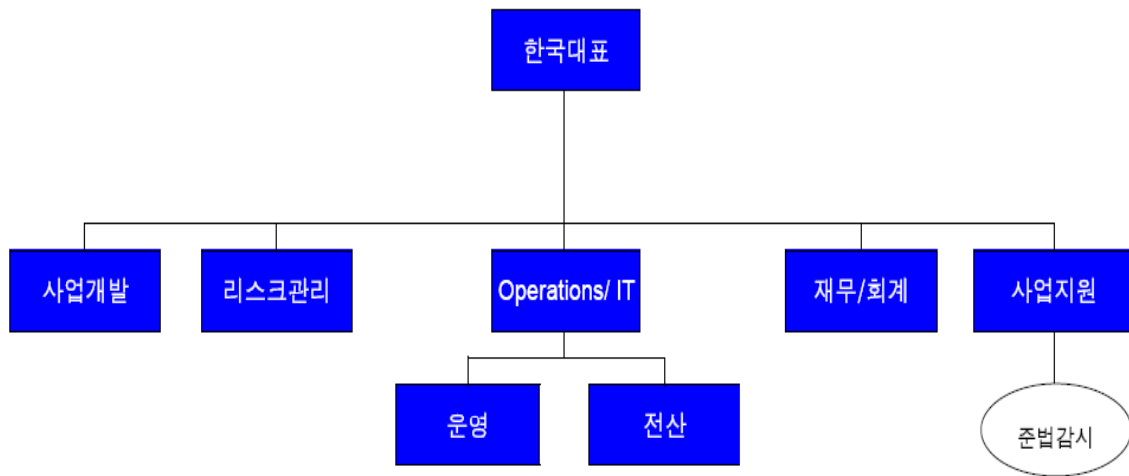 한국대표
사업개발
리스크관리
Operations/ IT
재무/회계
사업지원
운영
전산
준법감시